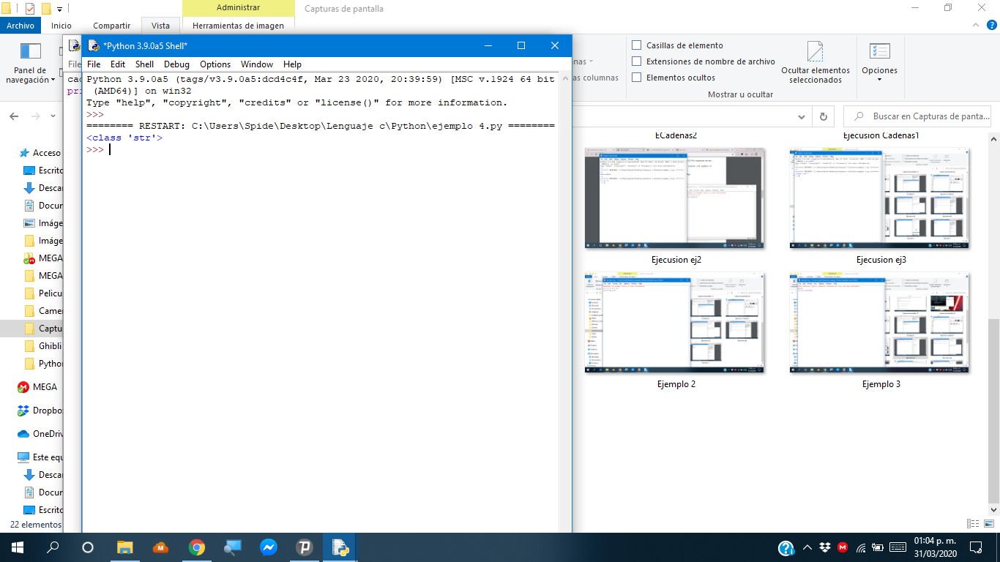 Administrar
Capturas de pantalla
Archivo
Inicio
Compartir
Vista
Herramientas de imagen
Panel de
navegación
Casillas de elemento
Extensiones de nombre de archivo
Elementos ocultos
Ocultar elementos
seleccionados
Opciones
Mostrar u ocultar
as columns
*Python 3.9.0a5 Shell*
File Edit Shell Debug Options Window Help
Python 3.9.0a5 (tags/v3.9.0a5:dcd4c4f, Mar 23 2020, 20:39:59) [MSC v.1924 64 bit
(AMD64)] on win32
Type "help", "copyright", "credits" or "license()" for more information.
>>>
======== RESTART: C:\Users\Spide\Desktop\Lenguaje c\Python\ejemplo 4.py ========
<class 'str'>
>>>
File
cad
pri
Buscar en Capturas de panta...
Acceso
Escrito
Descar
Docur
Imáge
Imáge
MEGA
MEGA
Pelicu
Camer
Captu
Ghibli
Python
MEGA
Dropbo
OneDriv
Este equ
Descar
Docur
Escrito
22 elementos
ECadenas2
Ejecusion Cadenas1
Ejecusion ej2
Ejecusion ej3
Ejemplo 2
Ejemplo 3
01:04 p. m.
31/03/2020